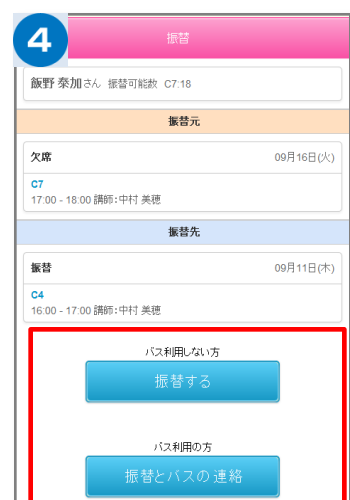 4
振替
飯野 泰加さん 振替可能数 C7:18
振替元
欠席 09月16日(火)
C7
17:00 - 18:00 講師:中村 美穂
振替先
振替 09月11日(木)
C4
16:00 - 17:00 講師:中村 美穂
バス利用しない方
振替する
バス利用の方
振替とバスの連絡